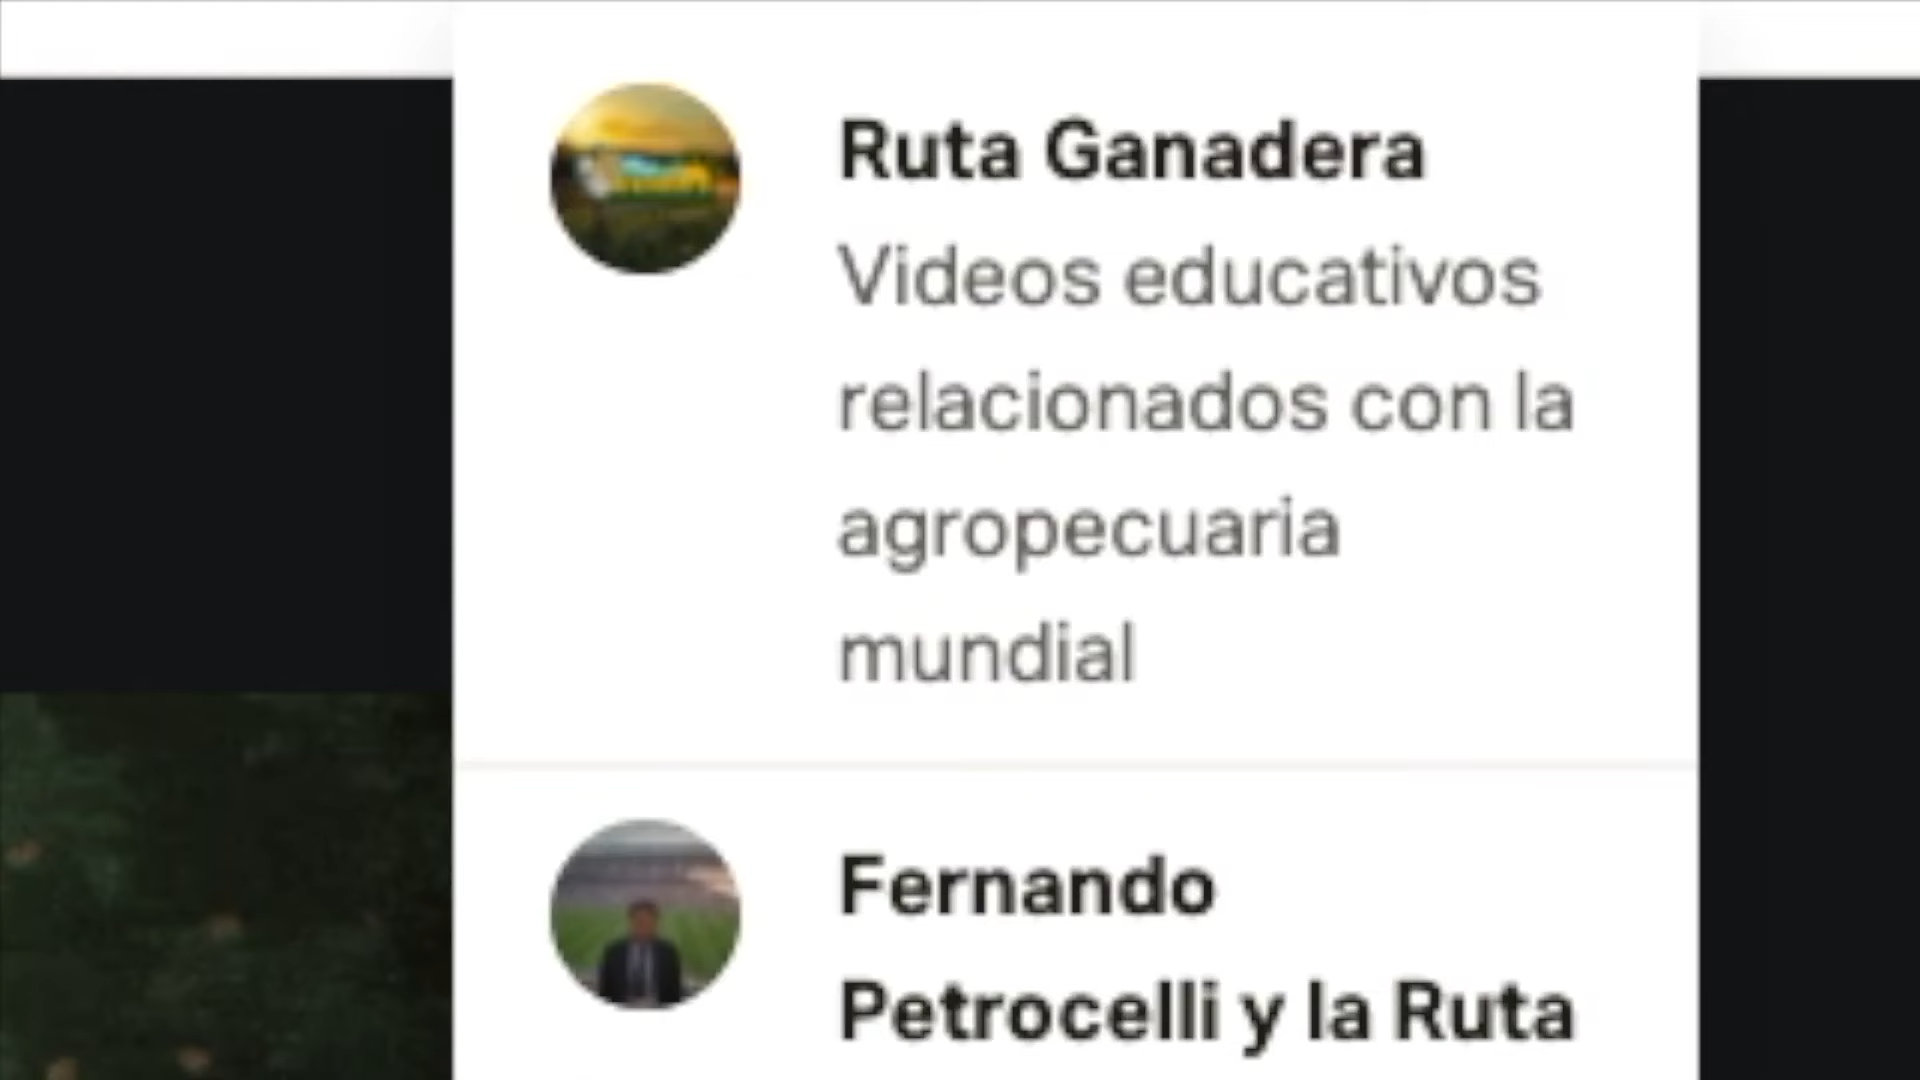 Ruta Ganadera
Videos educativos
relacionados con la
agropecuaria
mundial
Fernando
Petrocelli y la Ruta